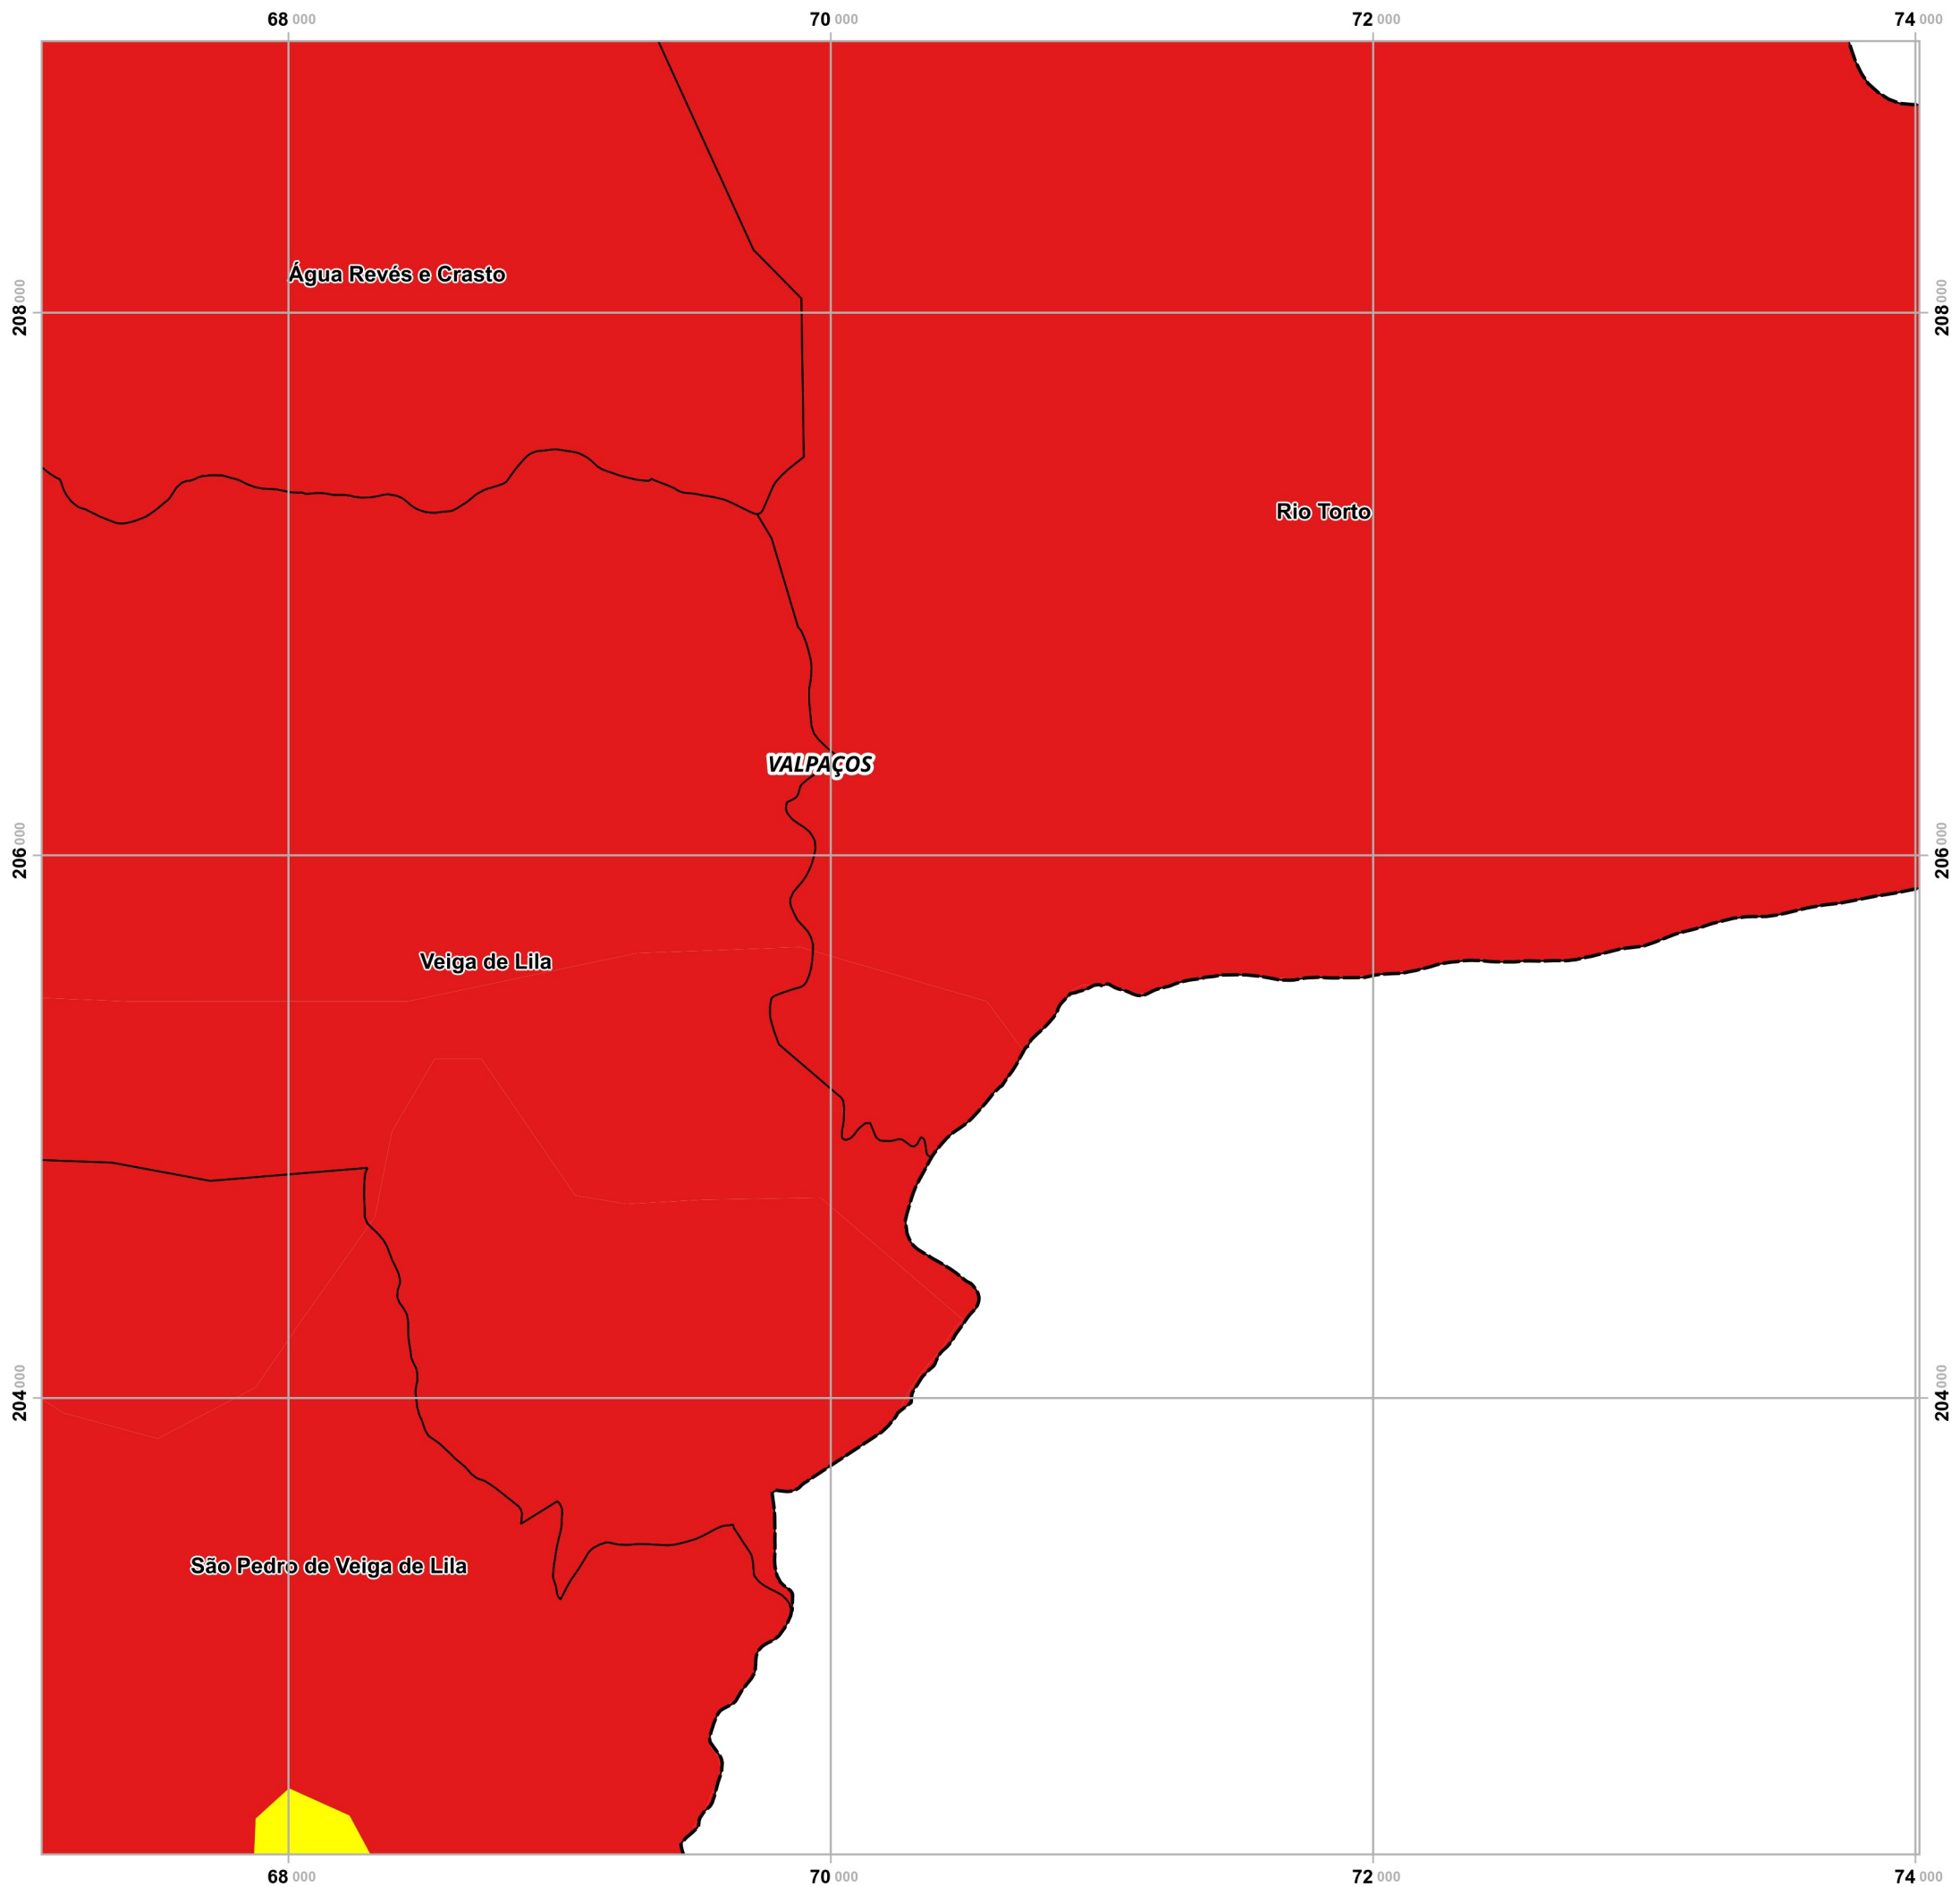 68 000 70 000 72 000 74 000
Água Revés e Crasto
208 000 208 000
Rio Torto
VALPAÇOS
206 000 206 000
Veiga de Lila
204 000 204 000
São Pedro de Veiga de Lila
68 000 70 000 72 000 74 000